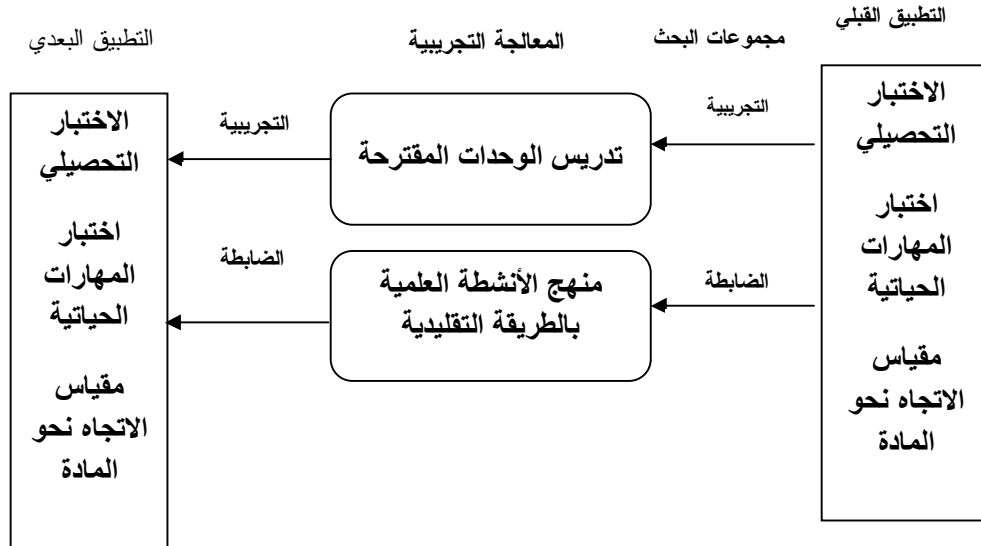 التطبيق القبلي
مجموعات البحث
المعالجة التجريبية
التطبيق البعدي
الاختبار
التحصيلي
اختبار
المهارات
الحياتية
مقياس
الاتجاه نحو
المادة
التجريبية
الضابطة
تدريس الوحدات المقترحة
منهج الأنشطة العلمية
بالطريقة التقليدية
التجريبية
الضابطة
الاختبار
التحصيلي
اختبار
المهارات
الحياتية
مقياس
الاتجاه نحو
المادة